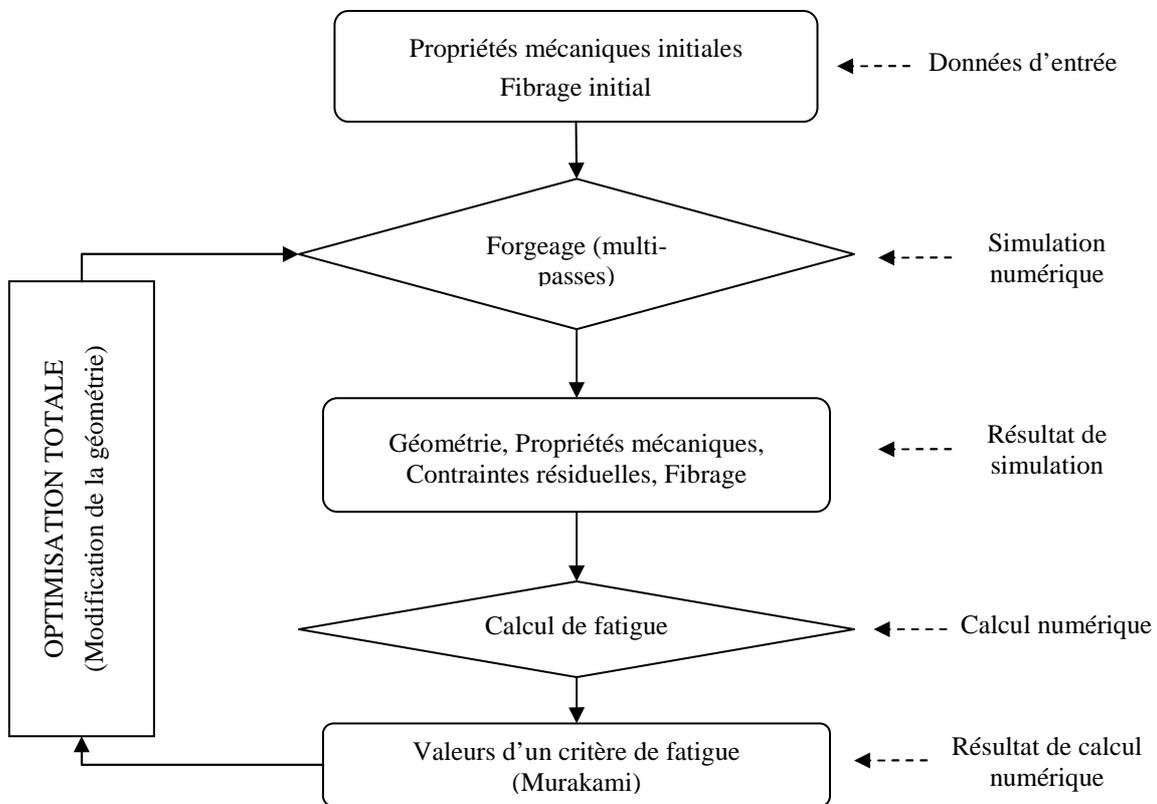 Propriétés mécaniques initiales
Fibrage initial
Données d'entrée
Forgeage (multi-
passes)
Simulation
numérique
OPTIMISATION TOTALE
(Modification de la géométrie)
Géométrie, Propriétés mécaniques,
Contraintes résiduelles, Fibrage
Résultat de
simulation
Calcul de fatigue
Calcul numérique
Valeurs d'un critère de fatigue
(Murakami)
Résultat de calcul
numérique